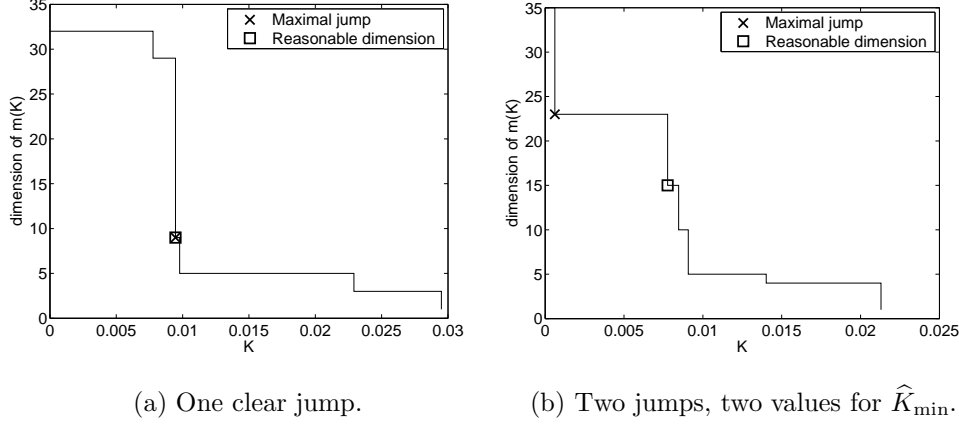 35
30
25
20
15
10
5
0
dimension of m(K)
0 0.005 0.01 0.015 0.02 0.025 0.03
K
Maximal jump
Reasonable dimension
(a) One clear jump.
35
30
25
20
15
10
5
0
dimension of m(K)
0 0.005 0.01 0.015 0.02 0.025
K
Maximal jump
Reasonable dimension
(b) Two jumps, two values for K̂min.